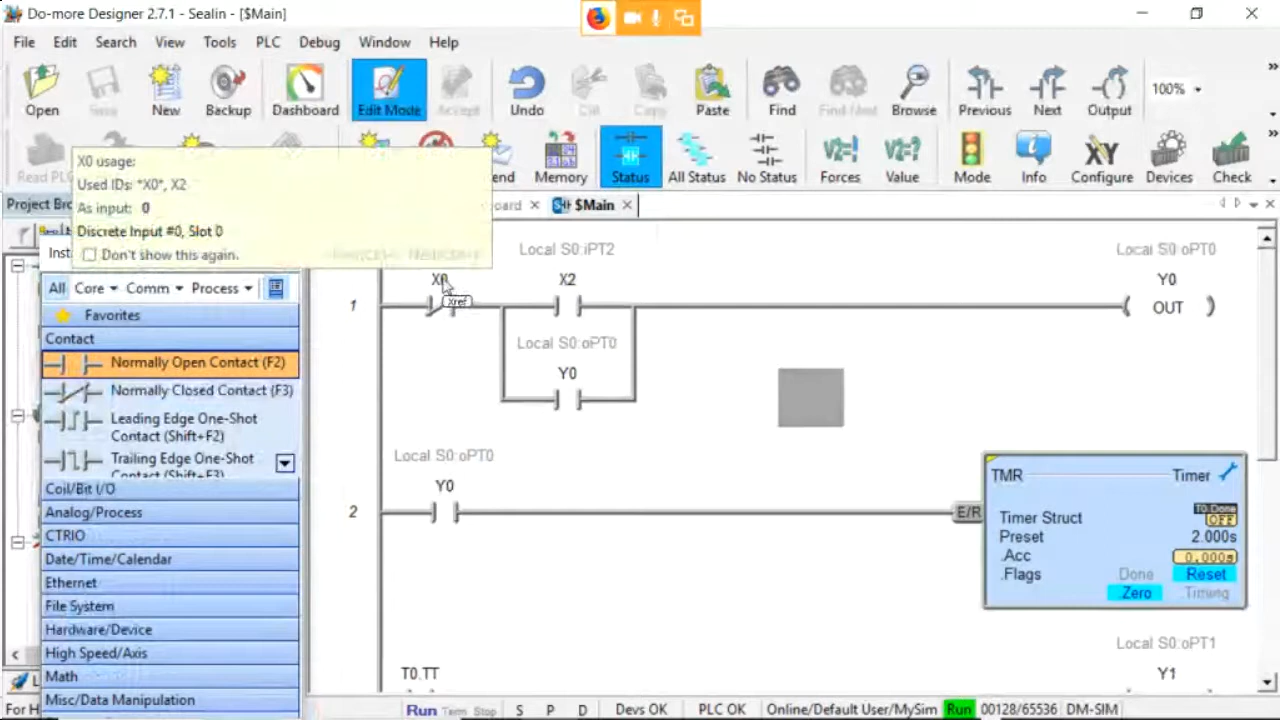 Do-more Designer 2.7.1 - Sealin - [$Main]
File Edit Search View Tools PLC Debug Window Help
Open Save New Backup Dashboard Edit Mode Accept Undo Cut Copy Paste Find Find Next Browse Previous Next Output 100%
Read PLC Memory Status All Status No Status Forces Value Mode Info Configure Devices Check
X0 usage:
Used IDs: *X0*, X2
As input: 0
Discrete Input #0, Slot 0
Don't show this again.
Project Bro
$Main
Inst
All Core Comm Process
Favorites
Contact
Normally Open Contact (F2)
Normally Closed Contact (F3)
Leading Edge One-Shot
Contact (Shift+F2)
Trailing Edge One-Shot
Contact (Shift+F3)
Coil/Bit I/O
Analog/Process
CTRIO
Date/Time/Calendar
Ethernet
File System
Hardware/Device
High Speed/Axis
Math
Misc/Data Manipulation
Local S0:iPT2 Local S0:oPT0
X0 X2 Y0
1 Xref OUT
Local S0:oPT0
Y0
Local S0:oPT0
Y0
2 E/R
TMR Timer
Timer Struct T0.Done
OFF
Preset 2.000s
.Acc 0.000s
.Flags Done Reset
Zero Timing
Local S0:oPT1
T0.TT Y1
For H Run Term Stop S P D Devs OK PLC OK Online/Default User/MySim Run 00128/65536 DM-SIM